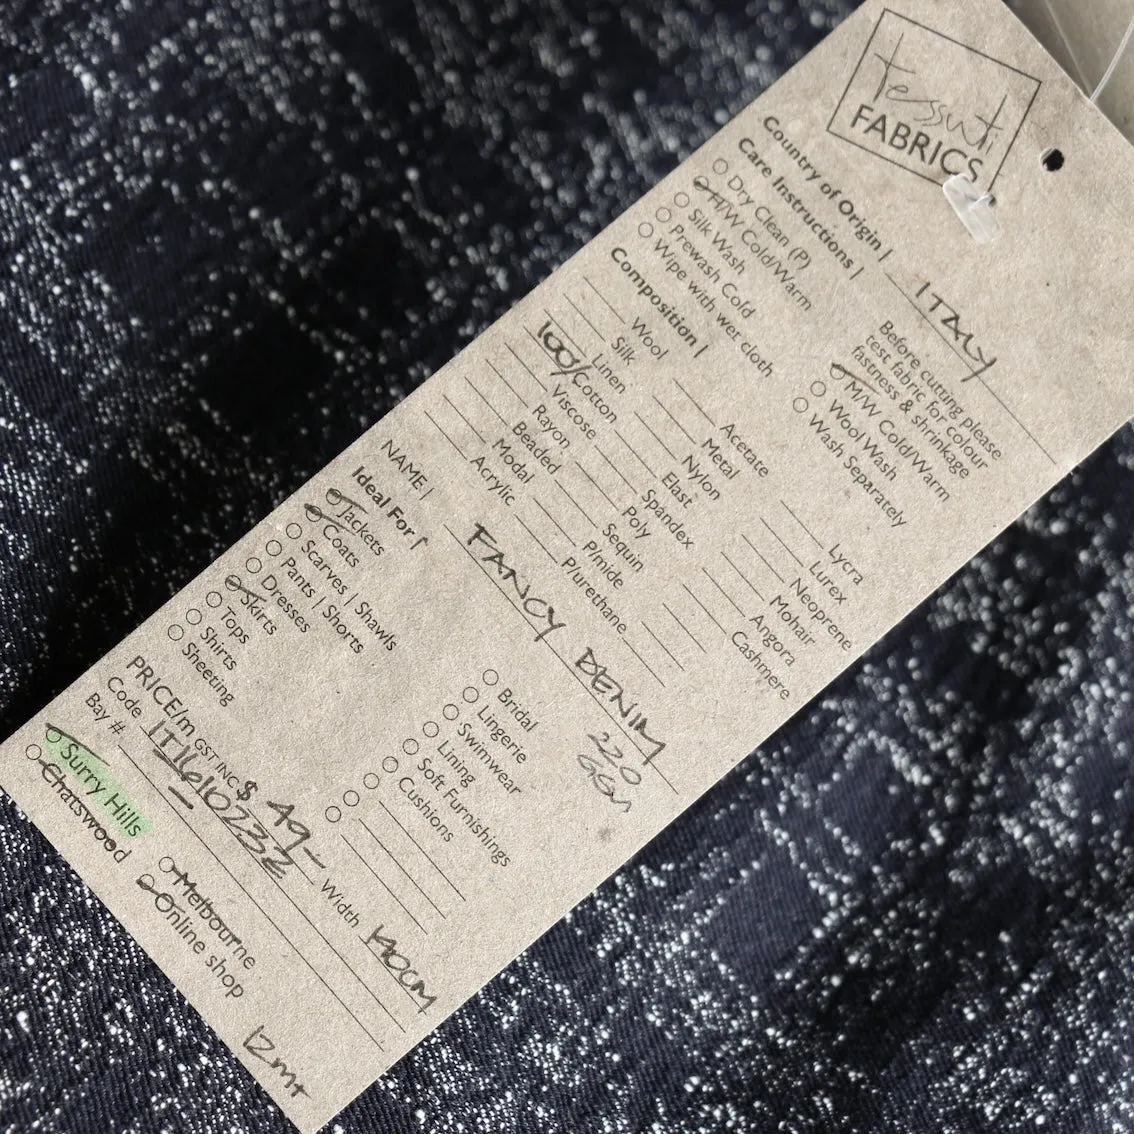 tessuti
FABRICS
Country of Origin | ITALY
Care Instructions |
Dry Clean (P)
H/W Cold/Warm
Silk Wash
Prewash Cold
Wipe with wet cloth
Before cutting please
test fabric for colour
fastness & shrinkage
M/W Cold/Warm
Wool Wash
Wash Separately
Composition |
Wool
Silk
Linen
100% Cotton
Viscose
Rayon
Beaded
Modal
Acrylic
Acetate
Metal
Nylon
Elast
Spandex
Poly
Sequin
P/mide
P/urethane
Lycra
Lurex
Neoprene
Mohair
Angora
Cashmere
NAME | FANCY DENIM
220
GSM
Ideal For |
Jackets
Coats
Scarves | Shawls
Pants | Shorts
Dresses
Skirts
Tops
Shirts
Sheeting
Bridal
Lingerie
Swimwear
Lining
Soft Furnishings
Cushions
PRICE/m GST INC $ 49- Width 140CM
Code
Bay #
Surry Hills
Chatswood
Melbourne
Online shop